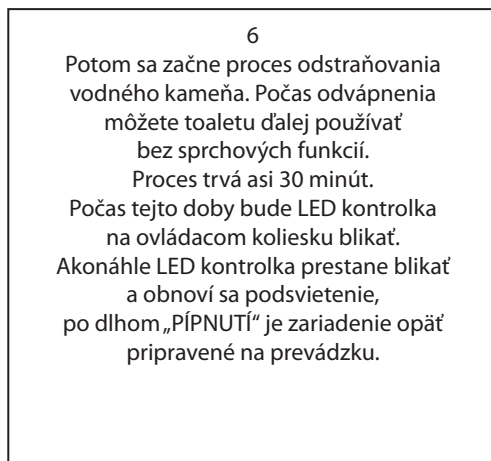 6
Potom sa začne proces odstraňovania
vodného kameňa. Počas odvápnenia
môžete toaletu ďalej používať
bez sprchových funkcií.
Proces trvá asi 30 minút.
Počas tejto doby bude LED kontrolka
na ovládacom koliesku blikať.
Akonáhle LED kontrolka prestane blikať
a obnoví sa podsvietenie,
po dlhom „PÍPNUTÍ“ je zariadenie opäť
pripravené na prevádzku.